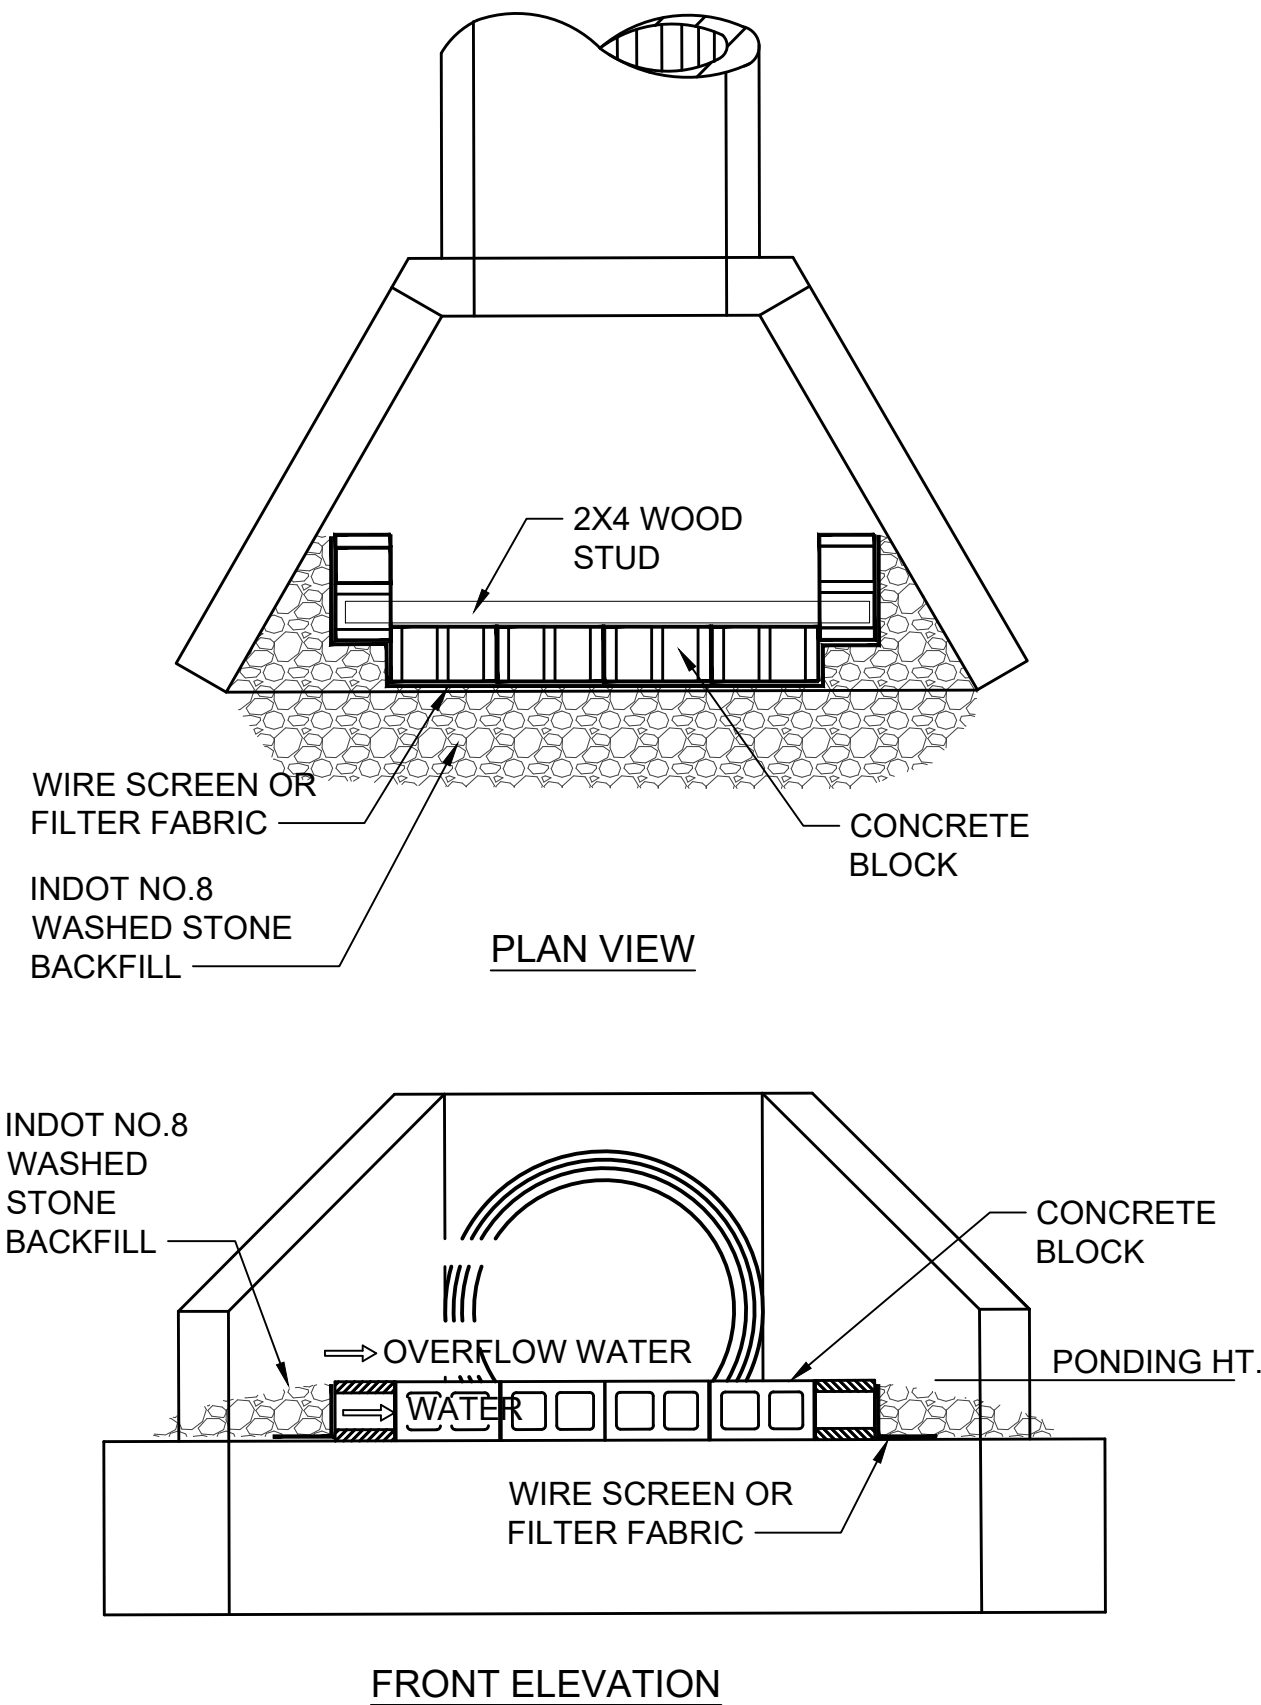 2X4 WOOD
STUD
WIRE SCREEN OR
FILTER FABRIC
CONCRETE
BLOCK
INDOT NO.8
WASHED STONE
BACKFILL
PLAN VIEW
INDOT NO.8
WASHED
STONE
BACKFILL
CONCRETE
BLOCK
OVERFLOW WATER
PONDING HT.
WATER
WIRE SCREEN OR
FILTER FABRIC
FRONT ELEVATION